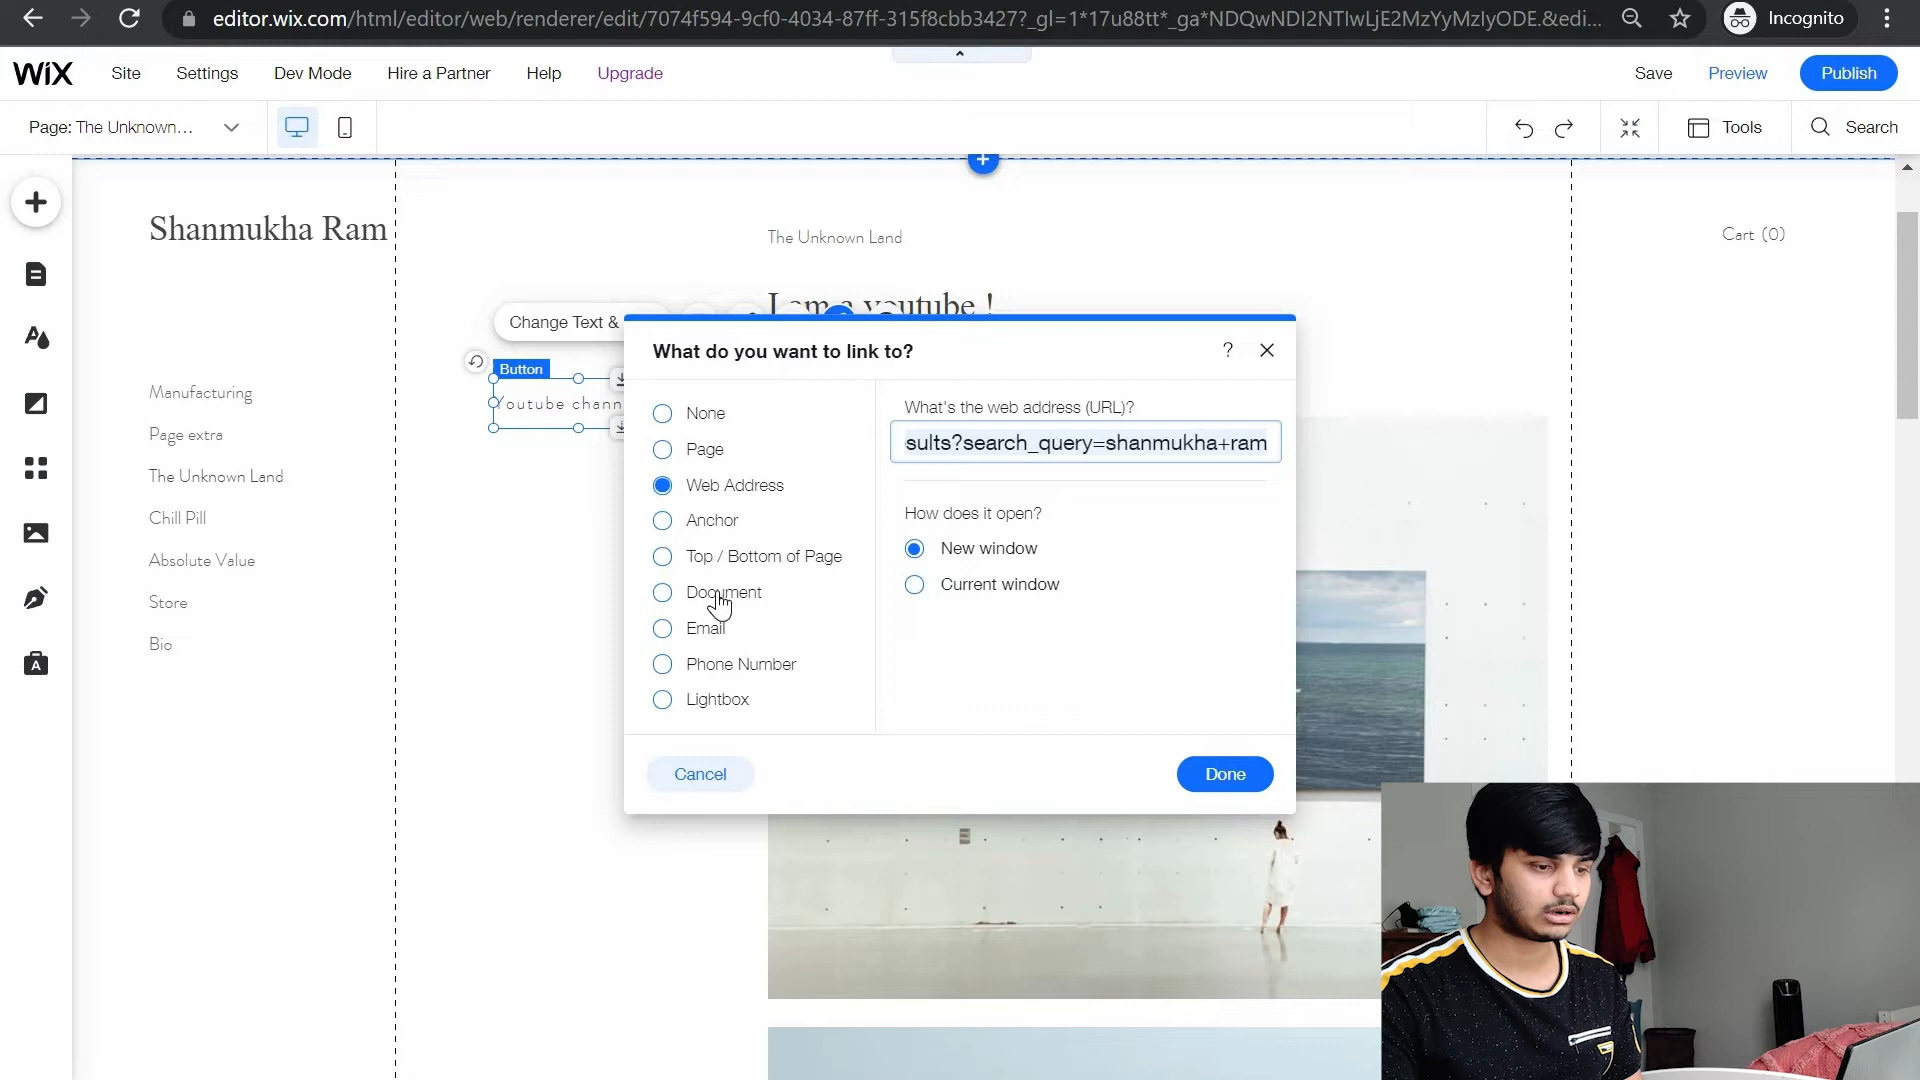 editor.wix.com/html/editor/web/renderer/edit/7074f594-9cf0-4034-87ff-315f8cbb3427?_gl=1*17u88tt*_ga*NDQwNDI2NTIwLjE2MzYyMzIyODE.&edi...
Incognito
WiX
Site
Settings
Dev Mode
Hire a Partner
Help
Upgrade
Save
Preview
Publish
Page: The Unknown...
Tools
Search
Shanmukha Ram
The Unknown Land
Cart (0)
I am a youtube !
Change Text &
Button
Youtube chann
Manufacturing
Page extra
The Unknown Land
Chill Pill
Absolute Value
Store
Bio
What do you want to link to?
?
None
Page
Web Address
Anchor
Top / Bottom of Page
Document
Email
Phone Number
Lightbox
What's the web address (URL)?
sults?search_query=shanmukha+ram
How does it open?
New window
Current window
Cancel
Done
A